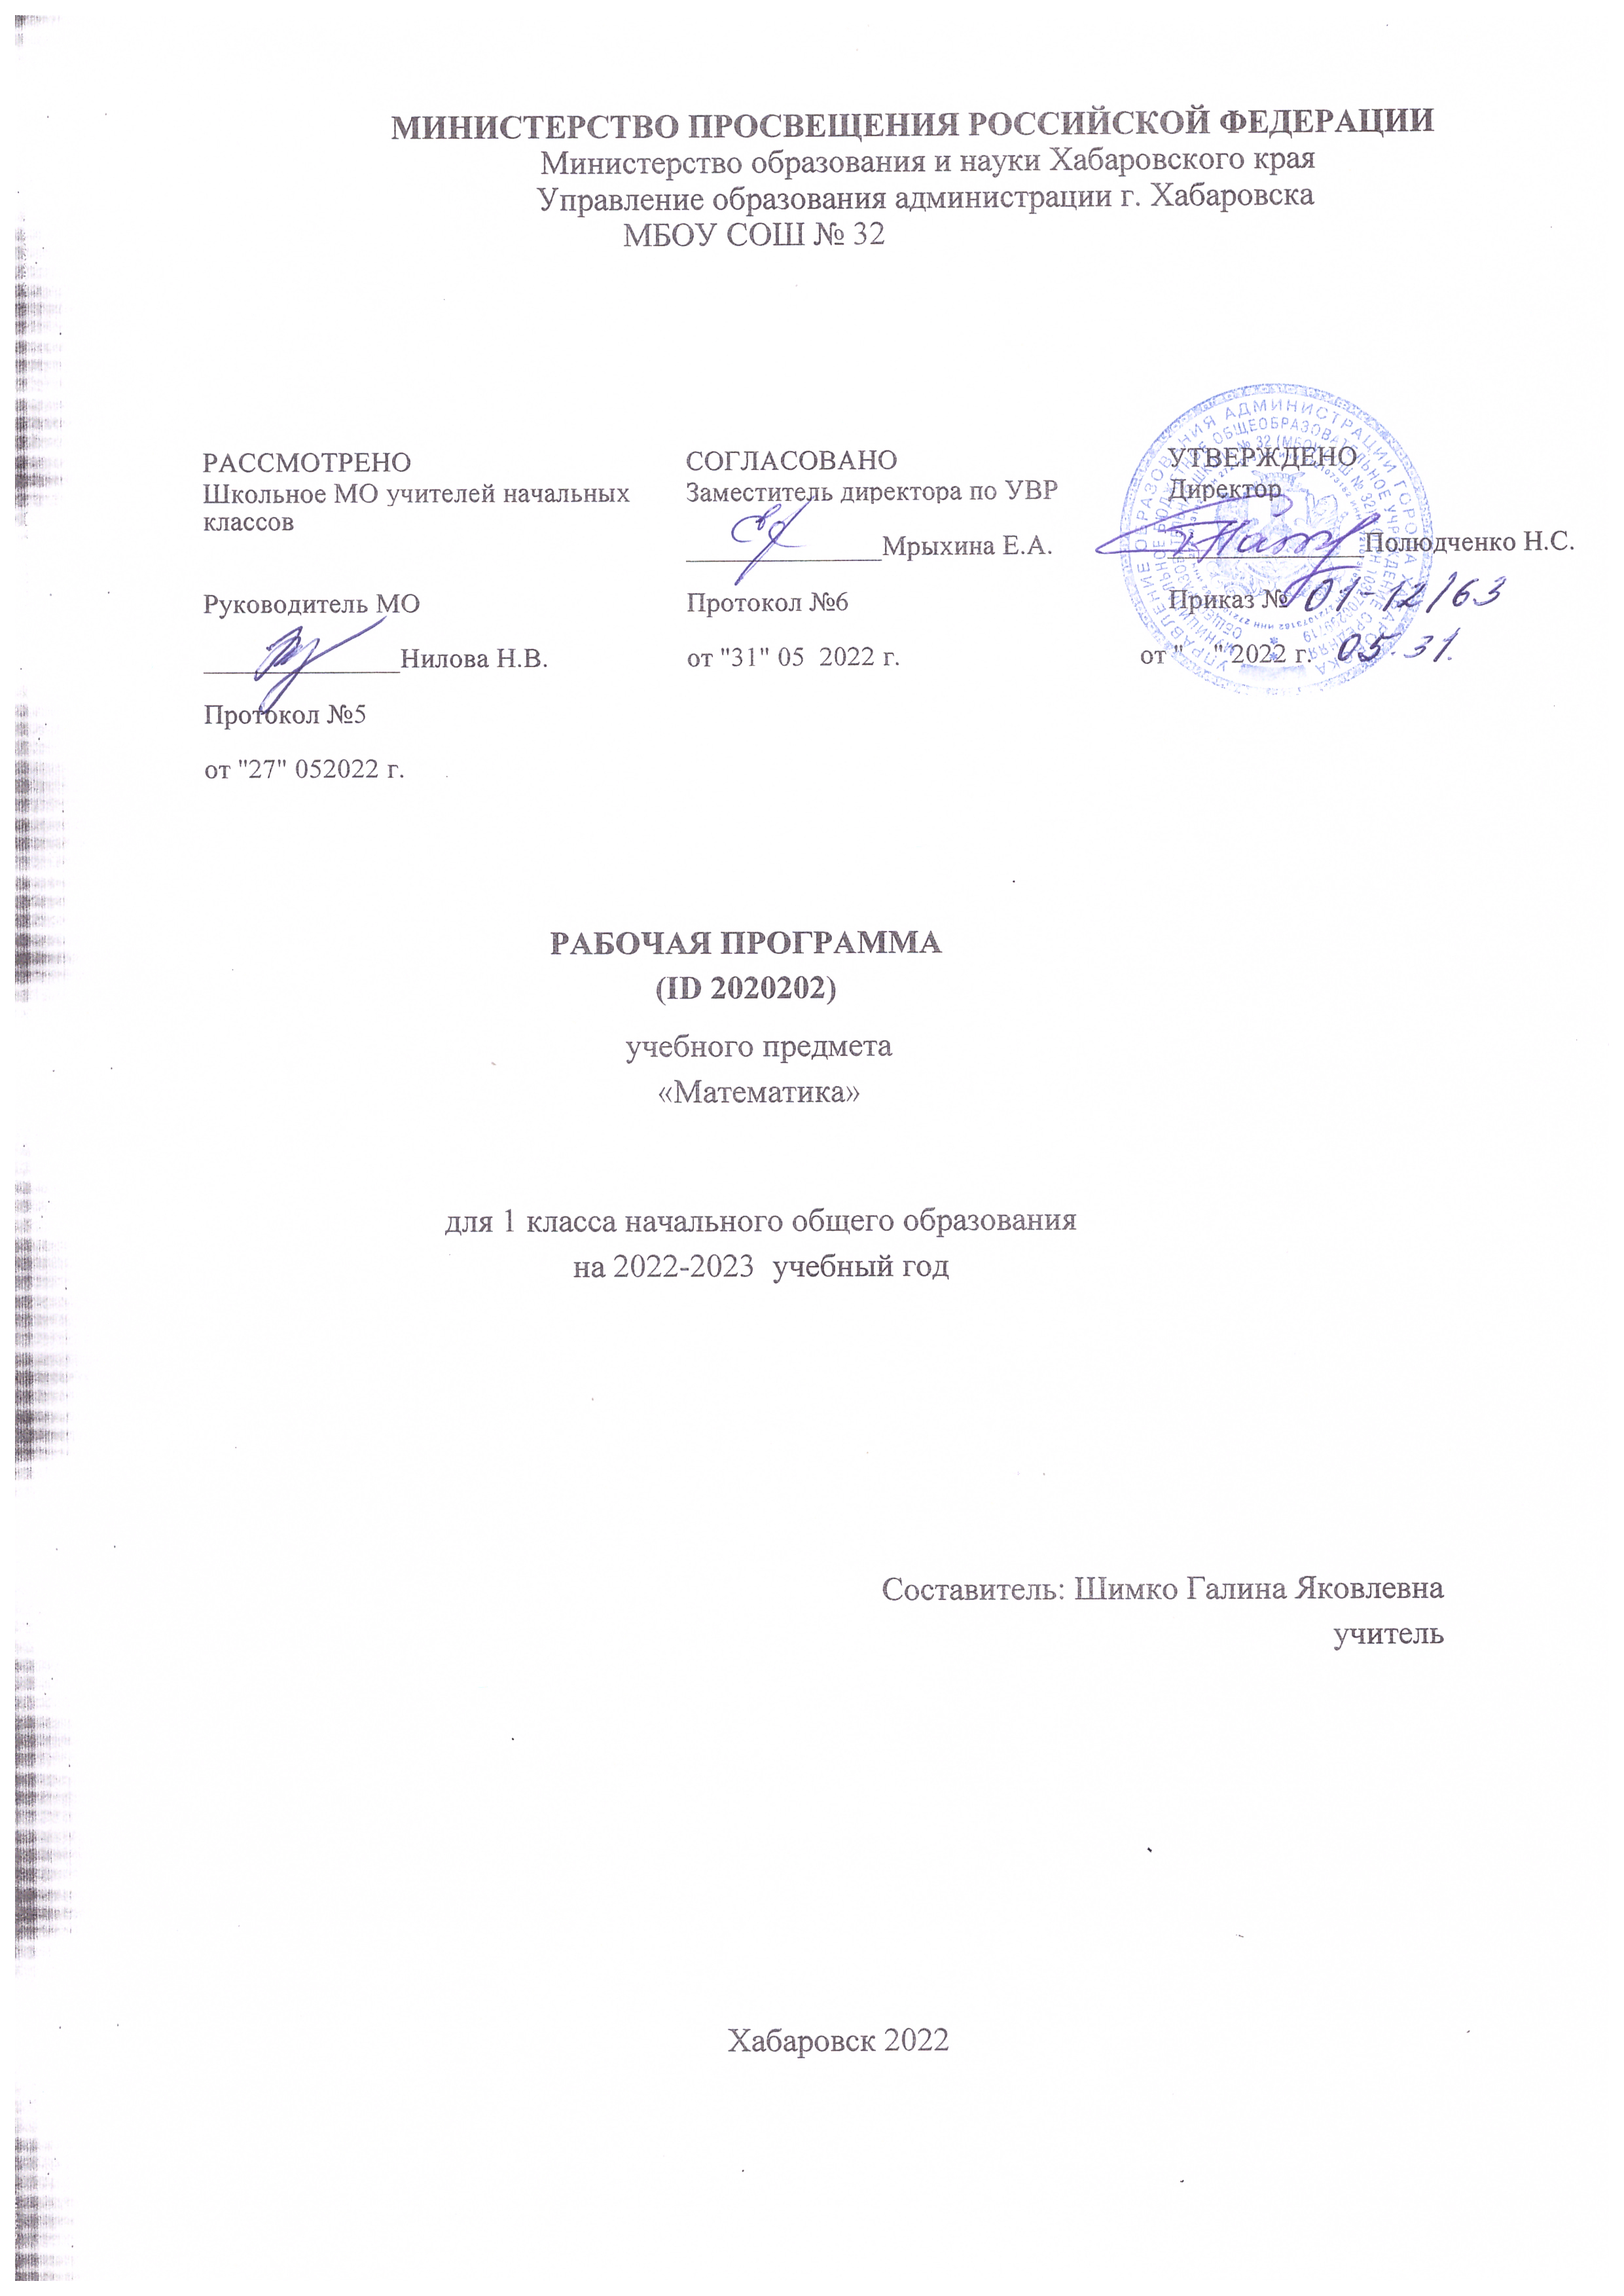 МИНИСТЕРСТВО ПРОСВЕЩЕНИЯ РОССИЙСКОЙ ФЕДЕРАЦИИ
Министерство образования и науки Хабаровского края
Управление образования администрации г. Хабаровска
МБОУ СОШ № 32
РАССМОТРЕНО
Школьное МО учителей начальных
классов
Руководитель МО
______________Нилова Н.В.
Протокол №5
от "27" 052022 г.
СОГЛАСОВАНО
Заместитель директора по УВР
______________Мрыхина Е.А.
Протокол №6
от "31" 05 2022 г.
УТВЕРЖДЕНО
Директор
______________Полюдченко Н.С.
Приказ № 01-12/63
от " " 2022 г. 05.31.
РАБОЧАЯ ПРОГРАММА
(ID 2020202)
учебного предмета
«Математика»
для 1 класса начального общего образования
на 2022-2023 учебный год
Составитель: Шимко Галина Яковлевна
учитель
Хабаровск 2022